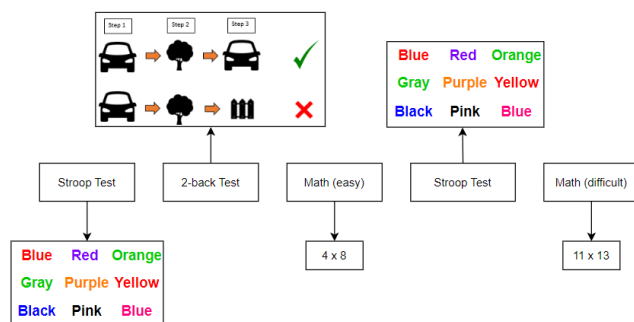 Step 1 Step 2 Step 3
Blue Red Orange
Gray Purple Yellow
Black Pink Blue
Stroop Test 2-back Test Math (easy) Stroop Test Math (difficult)
4 x 8 11 x 13
Blue Red Orange
Gray Purple Yellow
Black Pink Blue